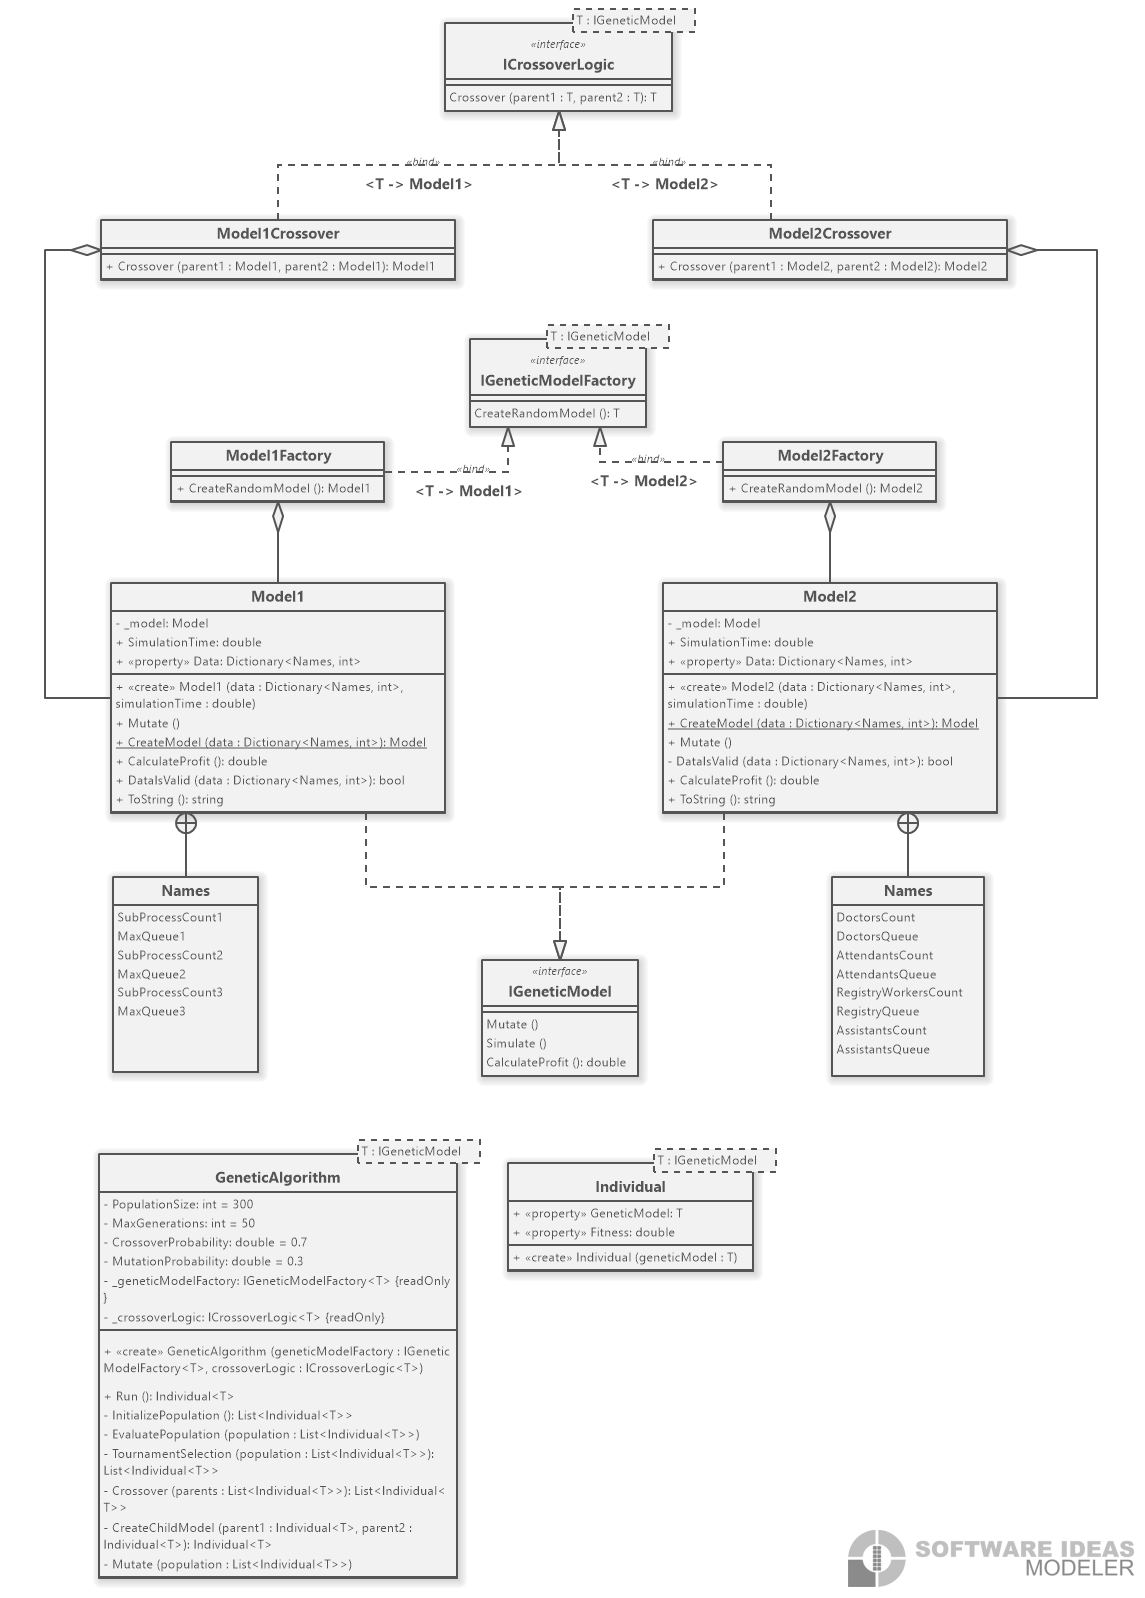 T : IGeneticModel
«interface»
ICrossoverLogic
Crossover (parent1 : T, parent2 : T): T
«bind»
<T -> Model1>
«bind»
<T -> Model2>
Model1Crossover
+ Crossover (parent1 : Model1, parent2 : Model1): Model1
Model2Crossover
+ Crossover (parent1 : Model2, parent2 : Model2): Model2
T : IGeneticModel
«interface»
IGeneticModelFactory
CreateRandomModel (): T
Model1Factory
+ CreateRandomModel (): Model1
«bind»
<T -> Model1>
«bind»
<T -> Model2>
Model2Factory
+ CreateRandomModel (): Model2
Model1
- _model: Model
+ SimulationTime: double
+ «property» Data: Dictionary<Names, int>
+ «create» Model1 (data : Dictionary<Names, int>,
simulationTime : double)
+ Mutate ()
+ CreateModel (data : Dictionary<Names, int>): Model
+ CalculateProfit (): double
+ DataIsValid (data : Dictionary<Names, int>): bool
+ ToString (): string
Model2
- _model: Model
+ SimulationTime: double
+ «property» Data: Dictionary<Names, int>
+ «create» Model2 (data : Dictionary<Names, int>,
simulationTime : double)
+ CreateModel (data : Dictionary<Names, int>): Model
+ Mutate ()
- DataIsValid (data : Dictionary<Names, int>): bool
+ CalculateProfit (): double
+ ToString (): string
Names
SubProcessCount1
MaxQueue1
SubProcessCount2
MaxQueue2
SubProcessCount3
MaxQueue3
«interface»
IGeneticModel
Mutate ()
Simulate ()
CalculateProfit (): double
Names
DoctorsCount
DoctorsQueue
AttendantsCount
AttendantsQueue
RegistryWorkersCount
RegistryQueue
AssistantsCount
AssistantsQueue
T : IGeneticModel
GeneticAlgorithm
- PopulationSize: int = 300
- MaxGenerations: int = 50
- CrossoverProbability: double = 0.7
- MutationProbability: double = 0.3
- _geneticModelFactory: IGeneticModelFactory<T> {readOnly
}
- _crossoverLogic: ICrossoverLogic<T> {readOnly}
+ «create» GeneticAlgorithm (geneticModelFactory : IGenetic
ModelFactory<T>, crossoverLogic : ICrossoverLogic<T>)
+ Run (): Individual<T>
- InitializePopulation (): List<Individual<T>>
- EvaluatePopulation (population : List<Individual<T>>)
- TournamentSelection (population : List<Individual<T>>):
List<Individual<T>>
- Crossover (parents : List<Individual<T>>): List<Individual<
T>>
- CreateChildModel (parent1 : Individual<T>, parent2 :
Individual<T>): Individual<T>
- Mutate (population : List<Individual<T>>)
T : IGeneticModel
Individual
+ «property» GeneticModel: T
+ «property» Fitness: double
+ «create» Individual (geneticModel : T)
SOFTWARE IDEAS
MODELER